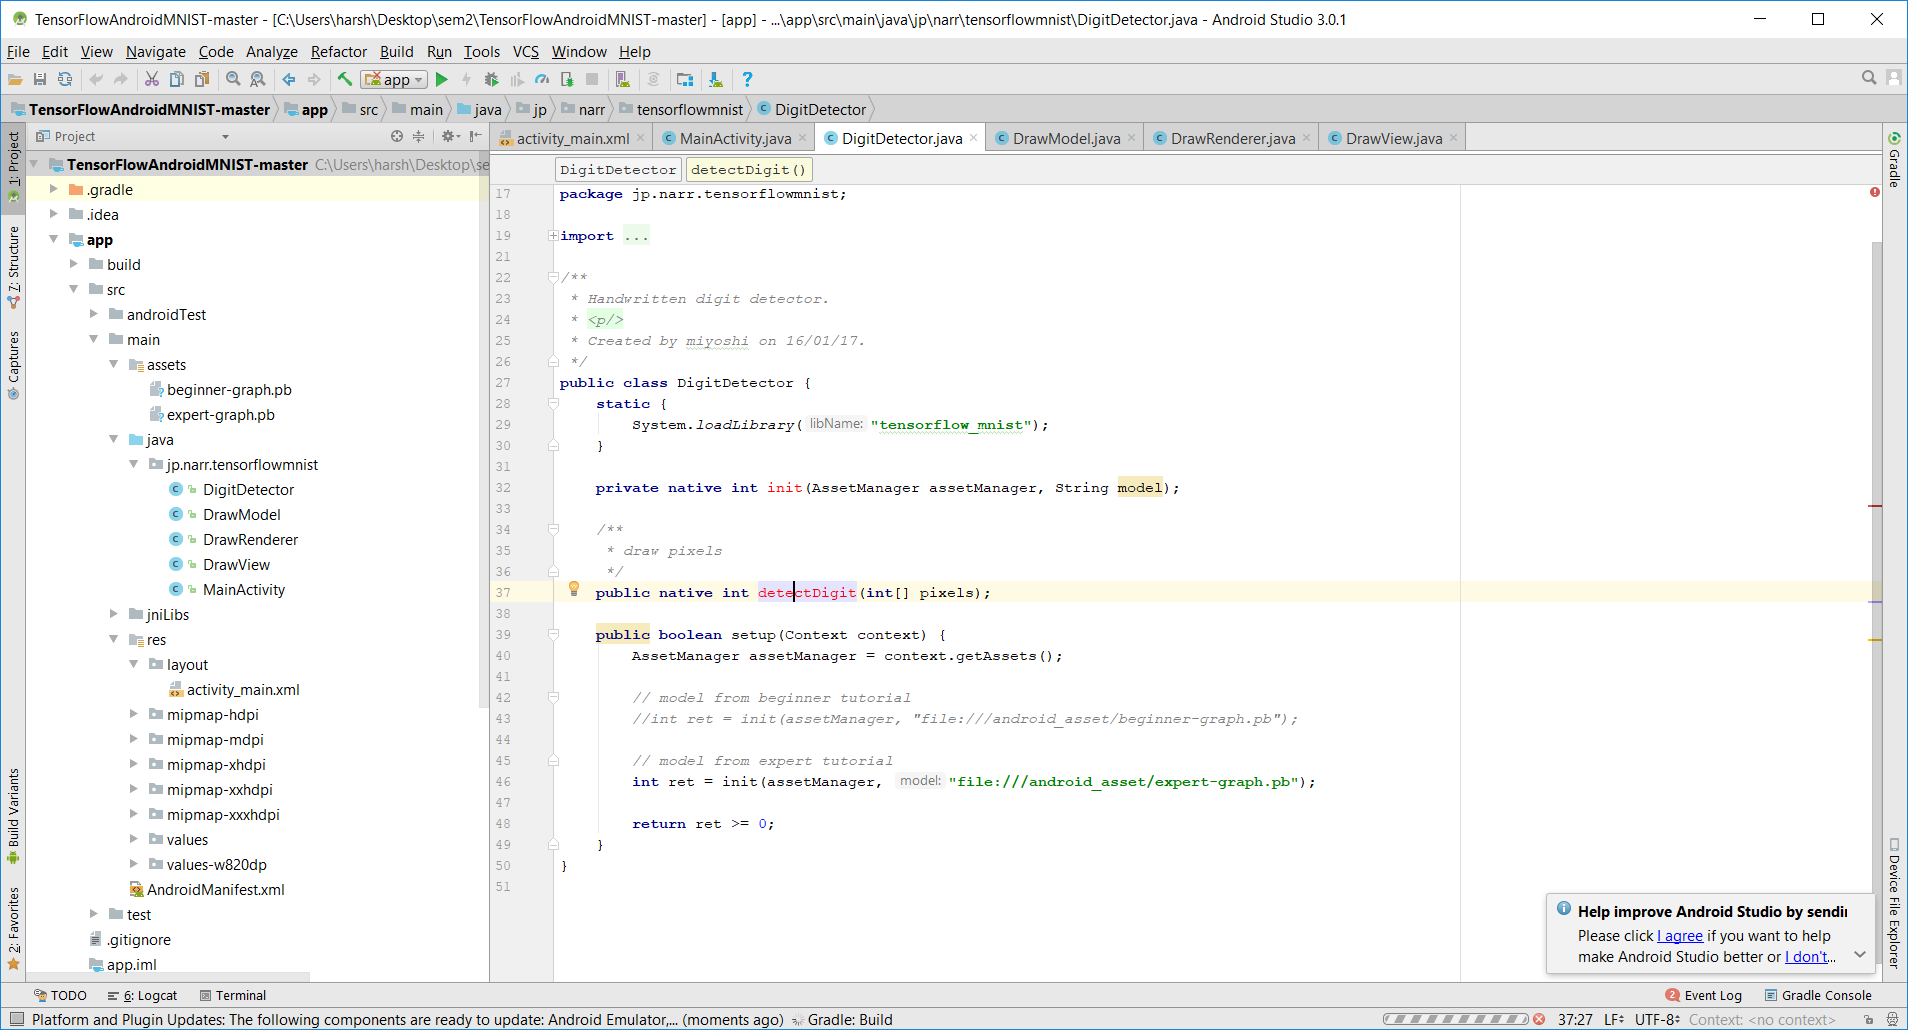 TensorFlowAndroidMNIST-master - [C:\Users\harsh\Desktop\sem2\TensorFlowAndroidMNIST-master] - [app] - ...\app\src\main\java\jp\narr\tensorflowmnist\DigitDetector.java - Android Studio 3.0.1
File Edit View Navigate Code Analyze Refactor Build Run Tools VCS Window Help
app
TensorFlowAndroidMNIST-master app src main java jp narr tensorflowmnist DigitDetector
Project
activity_main.xml MainActivity.java DigitDetector.java DrawModel.java DrawRenderer.java DrawView.java
1: Project
7: Structure
Captures
Build Variants
2: Favorites
TensorFlowAndroidMNIST-master C:\Users\harsh\Desktop\se
.gradle
.idea
app
build
src
androidTest
main
assets
beginner-graph.pb
expert-graph.pb
java
jp.narr.tensorflowmnist
DigitDetector
DrawModel
DrawRenderer
DrawView
MainActivity
jniLibs
res
layout
activity_main.xml
mipmap-hdpi
mipmap-mdpi
mipmap-xhdpi
mipmap-xxhdpi
mipmap-xxxhdpi
values
values-w820dp
AndroidManifest.xml
test
.gitignore
app.iml
DigitDetector detectDigit()
17 package jp.narr.tensorflowmnist;
18
19 import ...
21
22 /**
23 * Handwritten digit detector.
24 * <p/>
25 * Created by miyoshi on 16/01/17.
26 */
27 public class DigitDetector {
28 static {
29 System.loadLibrary( libName: "tensorflow_mnist");
30 }
31
32 private native int init(AssetManager assetManager, String model);
33
34 /**
35 * draw pixels
36 */
37 public native int detectDigit(int[] pixels);
38
39 public boolean setup(Context context) {
40 AssetManager assetManager = context.getAssets();
41
42 // model from beginner tutorial
43 //int ret = init(assetManager, "file:///android_asset/beginner-graph.pb");
44
45 // model from expert tutorial
46 int ret = init(assetManager, model: "file:///android_asset/expert-graph.pb");
47
48 return ret >= 0;
49 }
50 }
51
Gradle
Device File Explorer
Help improve Android Studio by sendin
Please click I agree if you want to help
make Android Studio better or I don't...
TODO 6: Logcat Terminal 2 Event Log Gradle Console
Platform and Plugin Updates: The following components are ready to update: Android Emulator,... (moments ago) Gradle: Build 37:27 LF UTF-8 Context: <no context>